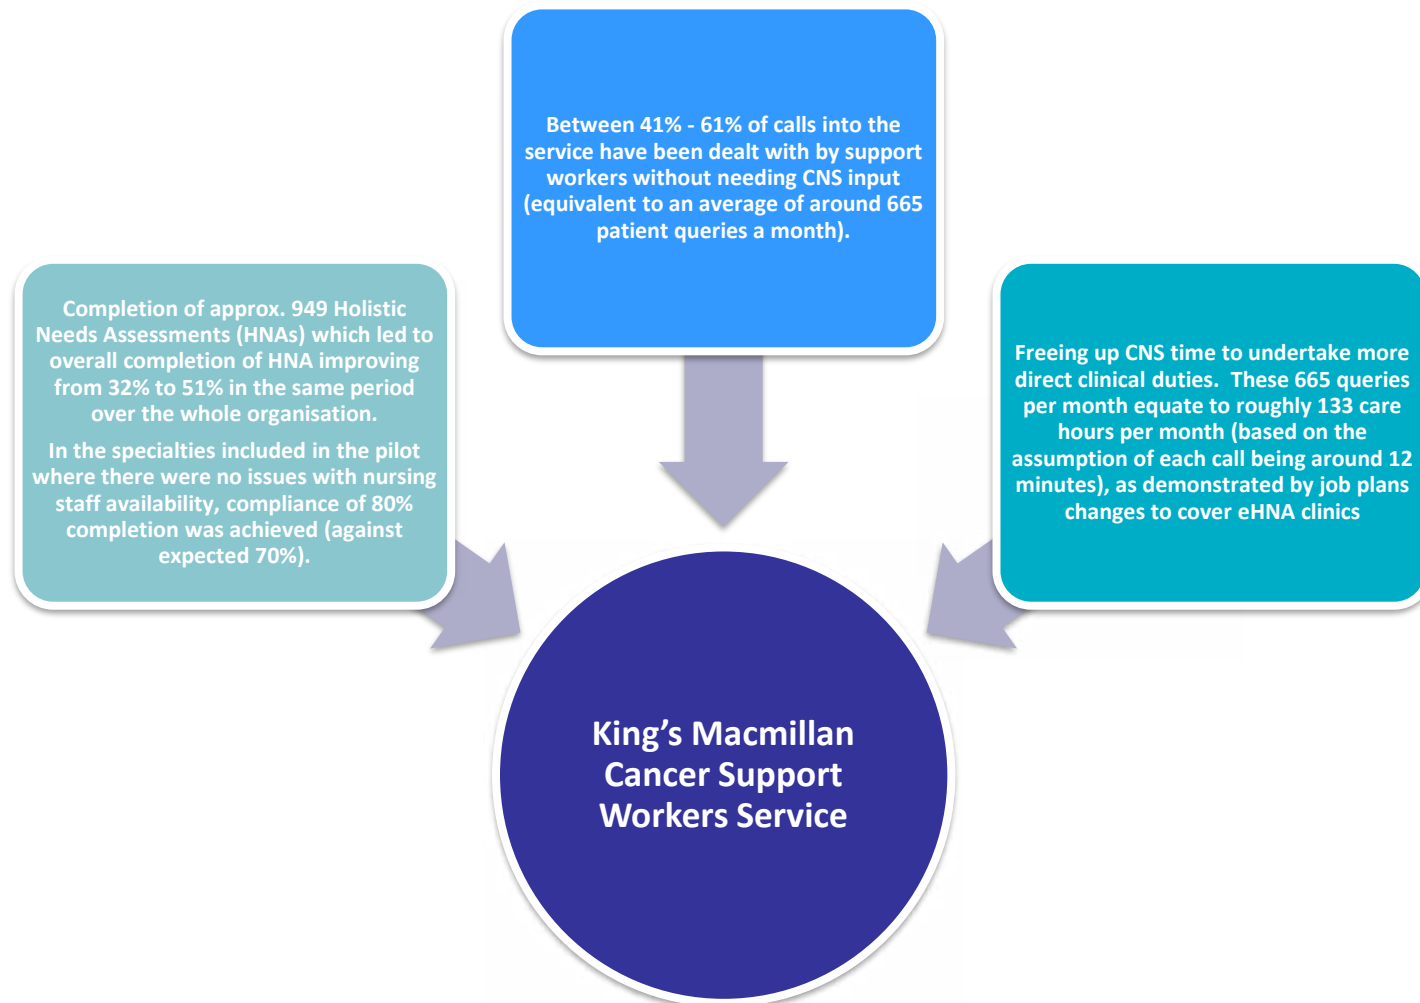 Between 41% - 61% of calls into the
service have been dealt with by support
workers without needing CNS input
(equivalent to an average of around 665
patient queries a month).
Completion of approx. 949 Holistic
Needs Assessments (HNAs) which led to
overall completion of HNA improving
from 32% to 51% in the same period
over the whole organisation.
In the specialties included in the pilot
where there were no issues with nursing
staff availability, compliance of 80%
completion was achieved (against
expected 70%).
Freeing up CNS time to undertake more
direct clinical duties.  These 665 queries
per month equate to roughly 133 care
hours per month (based on the
assumption of each call being around 12
minutes), as demonstrated by job plans
changes to cover eHNA clinics
King’s Macmillan
Cancer Support
Workers Service